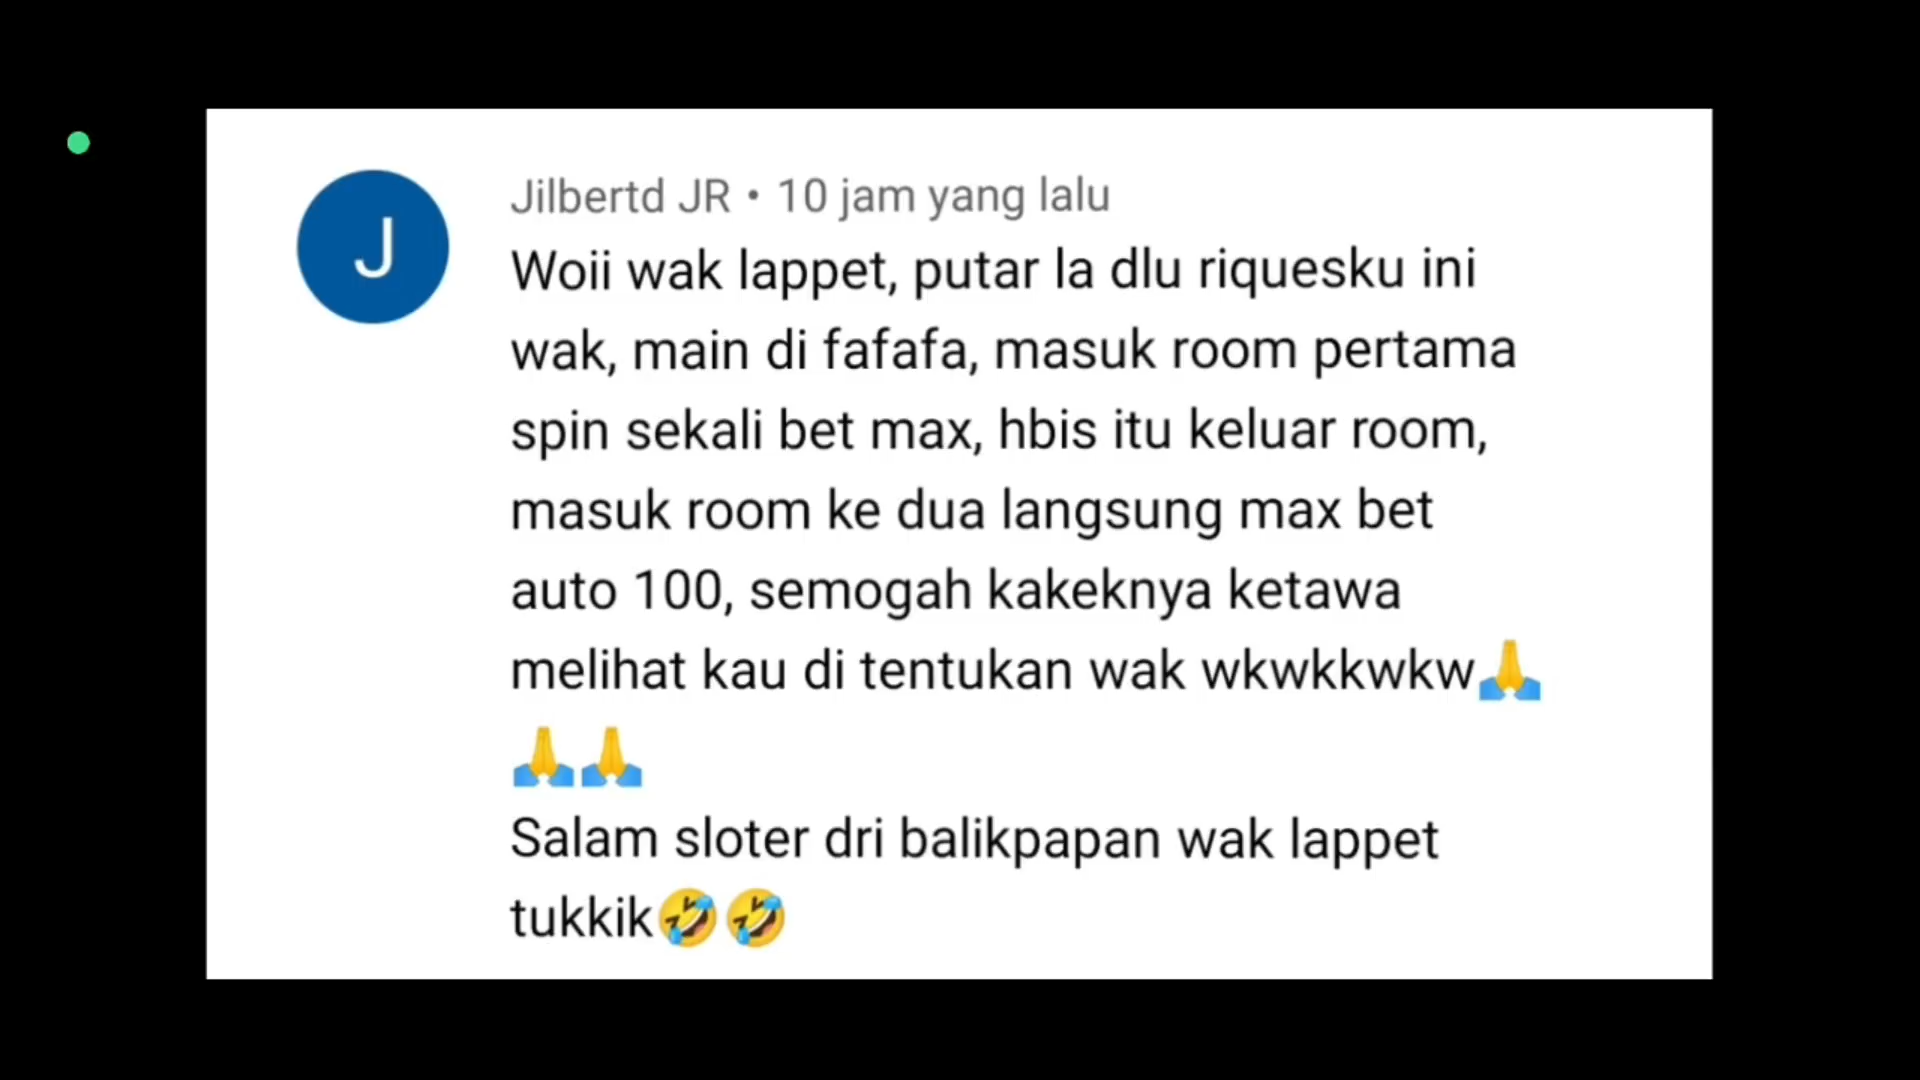 J
Jilbertd JR • 10 jam yang lalu
Woii wak lappet, putar la dlu riquesku ini
wak, main di fafafa, masuk room pertama
spin sekali bet max, hbis itu keluar room,
masuk room ke dua langsung max bet
auto 100, semogah kakeknya ketawa
melihat kau di tentukan wak wkwkkwkw🙏
🙏🙏
Salam sloter dri balikpapan wak lappet
tukkik🤣🤣